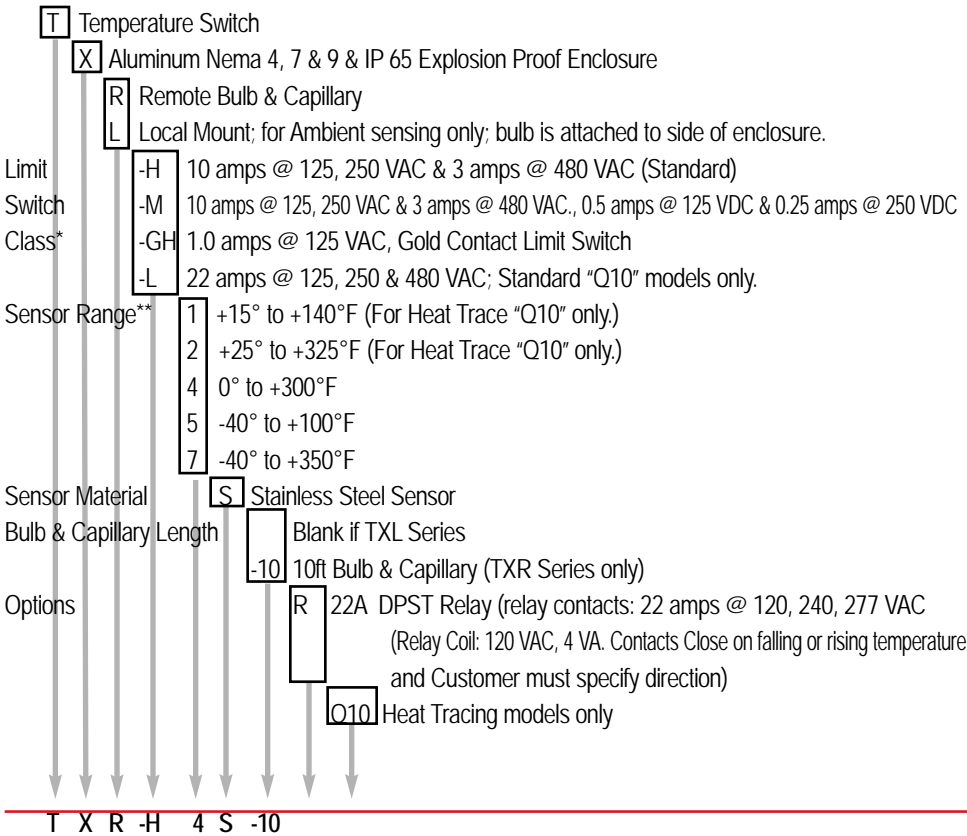 T Temperature Switch
X Aluminum Nema 4, 7 & 9 & IP 65 Explosion Proof Enclosure
R Remote Bulb & Capillary
L Local Mount; for Ambient sensing only; bulb is attached to side of enclosure.
Limit -H 10 amps @ 125, 250 VAC & 3 amps @ 480 VAC (Standard)
Switch -M 10 amps @ 125, 250 VAC & 3 amps @ 480 VAC., 0.5 amps @ 125 VDC & 0.25 amps @ 250 VDC
Class* -GH 1.0 amps @ 125 VAC, Gold Contact Limit Switch
-L 22 amps @ 125, 250 & 480 VAC; Standard “Q10” models only.
Sensor Range** 1 +15° to +140°F (For Heat Trace “Q10” only.)
2 +25° to +325°F (For Heat Trace “Q10” only.)
4 0° to +300°F
5 -40° to +100°F
7 -40° to +350°F
Sensor Material S Stainless Steel Sensor
Bulb & Capillary Length Blank if TXL Series
-10 10ft Bulb & Capillary (TXR Series only)
Options R 22A DPST Relay (relay contacts: 22 amps @ 120, 240, 277 VAC
(Relay Coil: 120 VAC, 4 VA. Contacts Close on falling or rising temperature
and Customer must specify direction)
Q10 Heat Tracing models only
T X R -H 4 S -10